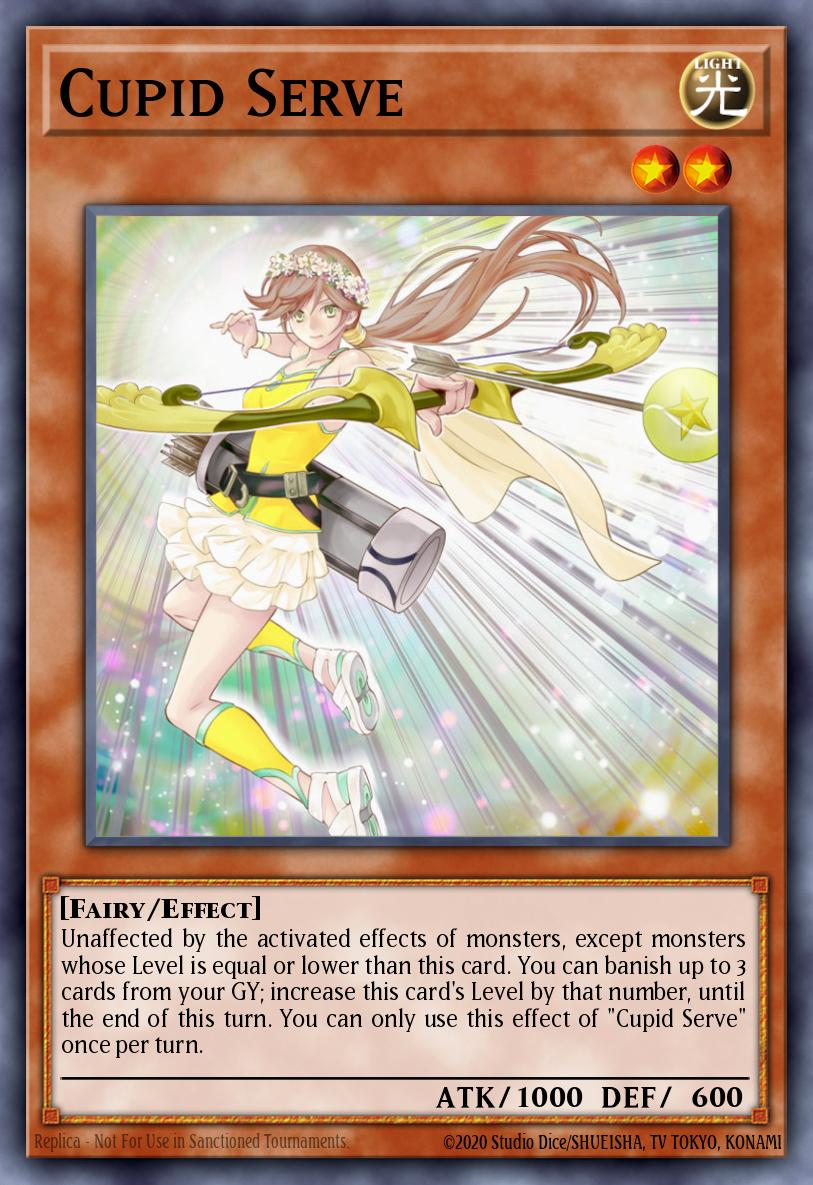 Cupid Serve
LIGHT
光
[Fairy/Effect]
Unaffected by the activated effects of monsters, except monsters
whose Level is equal or lower than this card. You can banish up to 3
cards from your GY; increase this card's Level by that number, until
the end of this turn. You can only use this effect of "Cupid Serve"
once per turn.
ATK/1000 DEF/ 600
Replica - Not For Use in Sanctioned Tournaments.
©2020 Studio Dice/SHUEISHA, TV TOKYO, KONAMI